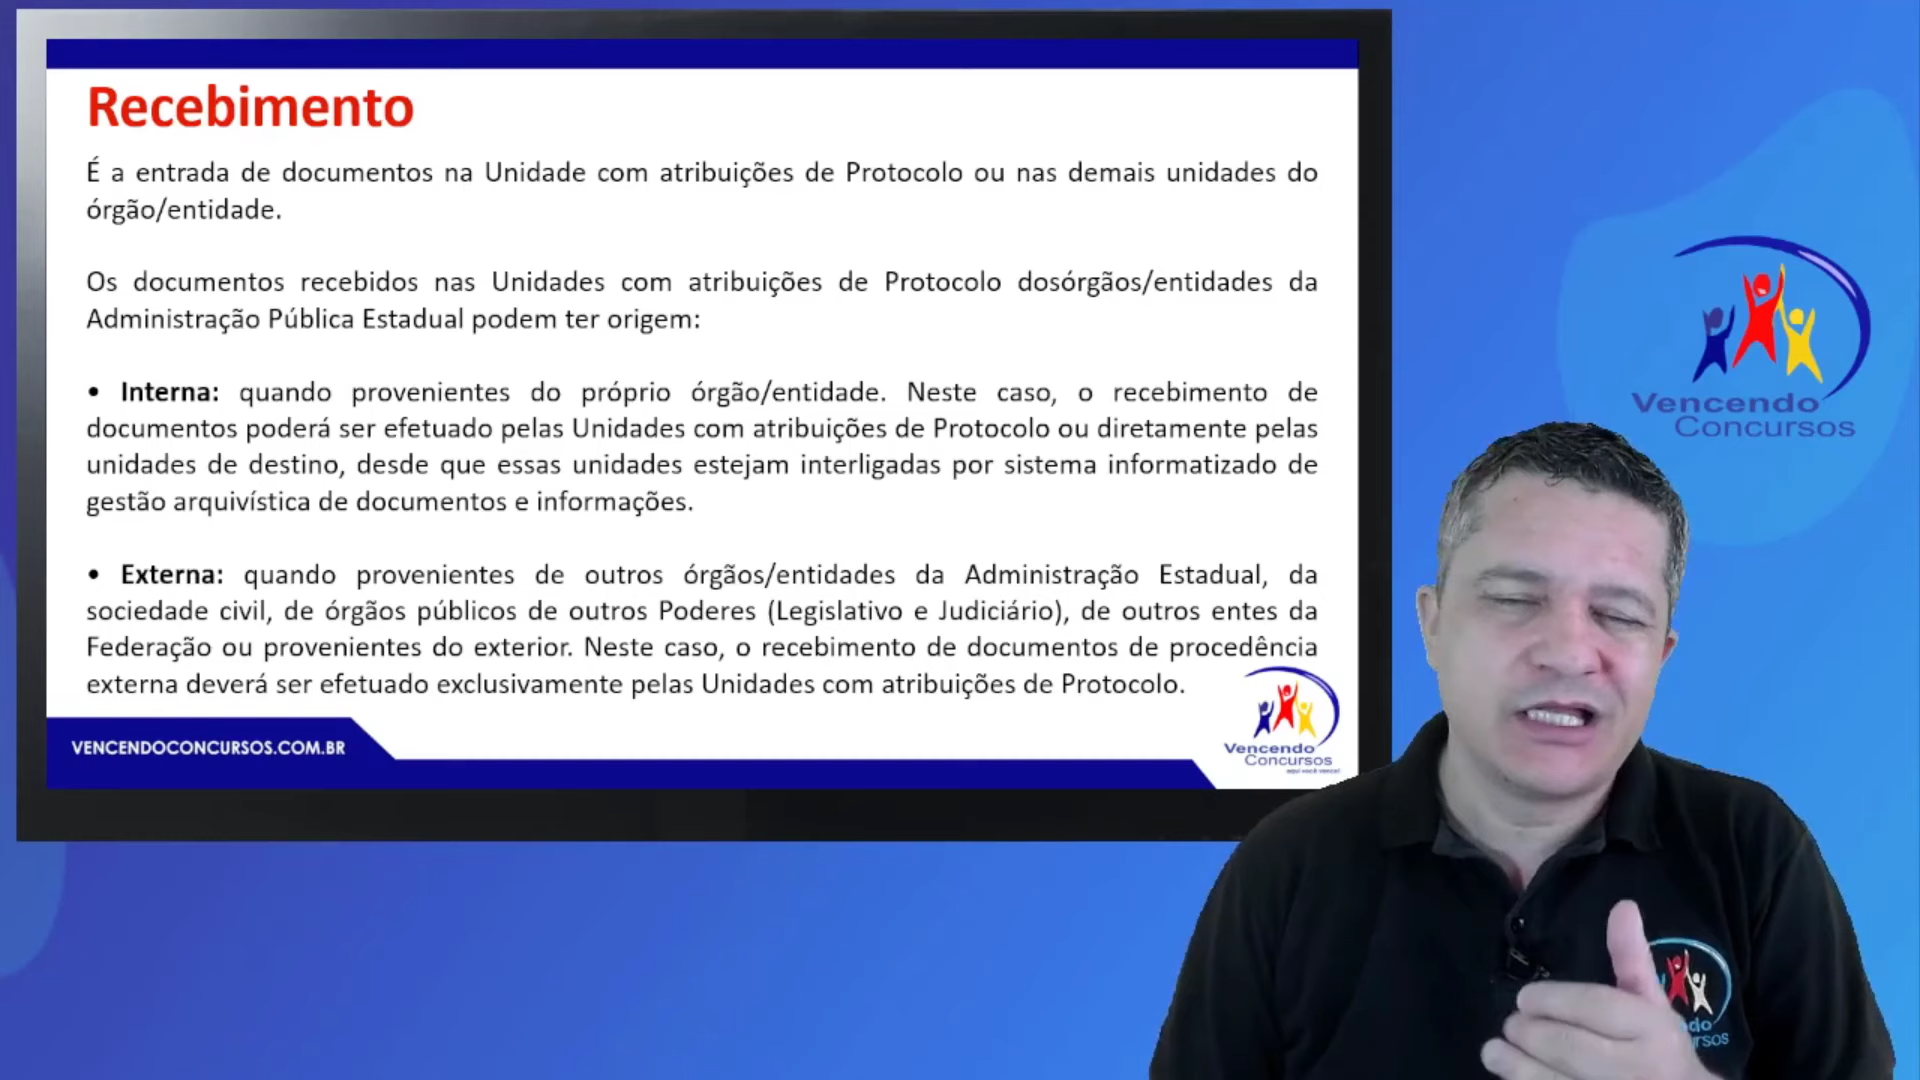 Recebimento
É a entrada de documentos na Unidade com atribuições de Protocolo ou nas demais unidades do
órgão/entidade.
Os documentos recebidos nas Unidades com atribuições de Protocolo dosórgãos/entidades da
Administração Pública Estadual podem ter origem:
• Interna: quando provenientes do próprio órgão/entidade. Neste caso, o recebimento de
documentos poderá ser efetuado pelas Unidades com atribuições de Protocolo ou diretamente pelas
unidades de destino, desde que essas unidades estejam interligadas por sistema informatizado de
gestão arquivística de documentos e informações.
• Externa: quando provenientes de outros órgãos/entidades da Administração Estadual, da
sociedade civil, de órgãos públicos de outros Poderes (Legislativo e Judiciário), de outros entes da
Federação ou provenientes do exterior. Neste caso, o recebimento de documentos de procedência
externa deverá ser efetuado exclusivamente pelas Unidades com atribuições de Protocolo.
VENCENDOCONCURSOS.COM.BR
Vencendo
Concursos
aqui você vence!
Vencendo
Concursos
do
rsos